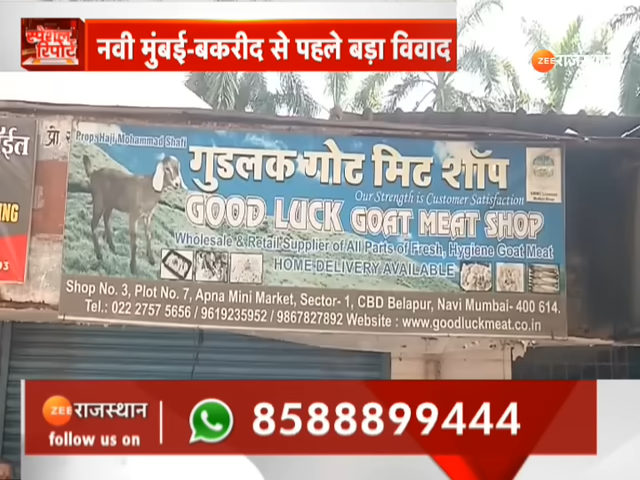 स्पेशल रिपोर्ट
नवी मुंबई-बकरीद से पहले बड़ा विवाद
ZEE राजस्थान
Prop. Haji Mohammad Shafi
गुडलक गोट मिट शॉप
Our Strength is Customer Satisfaction
GOOD LUCK GOAT MEAT SHOP
Wholesale & Retail Supplier of All Parts of Fresh, Hygiene Goat Meat
HOME DELIVERY AVAILABLE
Shop No. 3, Plot No. 7, Apna Mini Market, Sector- 1, CBD Belapur, Navi Mumbai- 400 614.
Tel.: 022 2757 5656 / 9619235952 / 9867827892 Website : www.goodluckmeat.co.in
ZEE राजस्थान
follow us on
8588899444